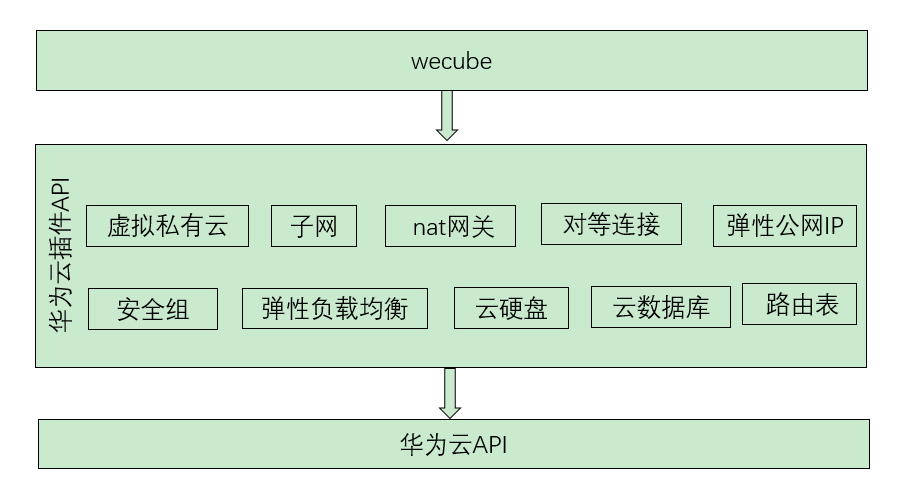 wecube
华为云插件API
虚拟私有云
子网
nat网关
对等连接
弹性公网IP
安全组
弹性负载均衡
云硬盘
云数据库
路由表
华为云API